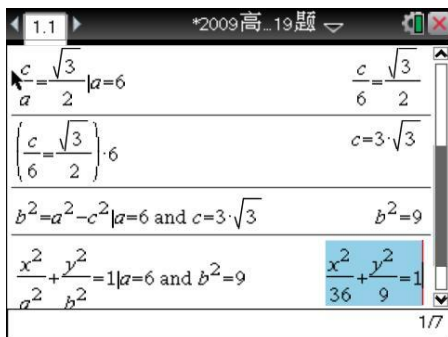 1.1 *2009高...19题
c/a=√3/2|a=6 c/6=√3/2
(c/6=√3/2)·6 c=3·√3
b²=a²−c²|a=6 and c=3·√3 b²=9
x²/a²+y²/b²=1|a=6 and b²=9 x²/36+y²/9=1
1/7